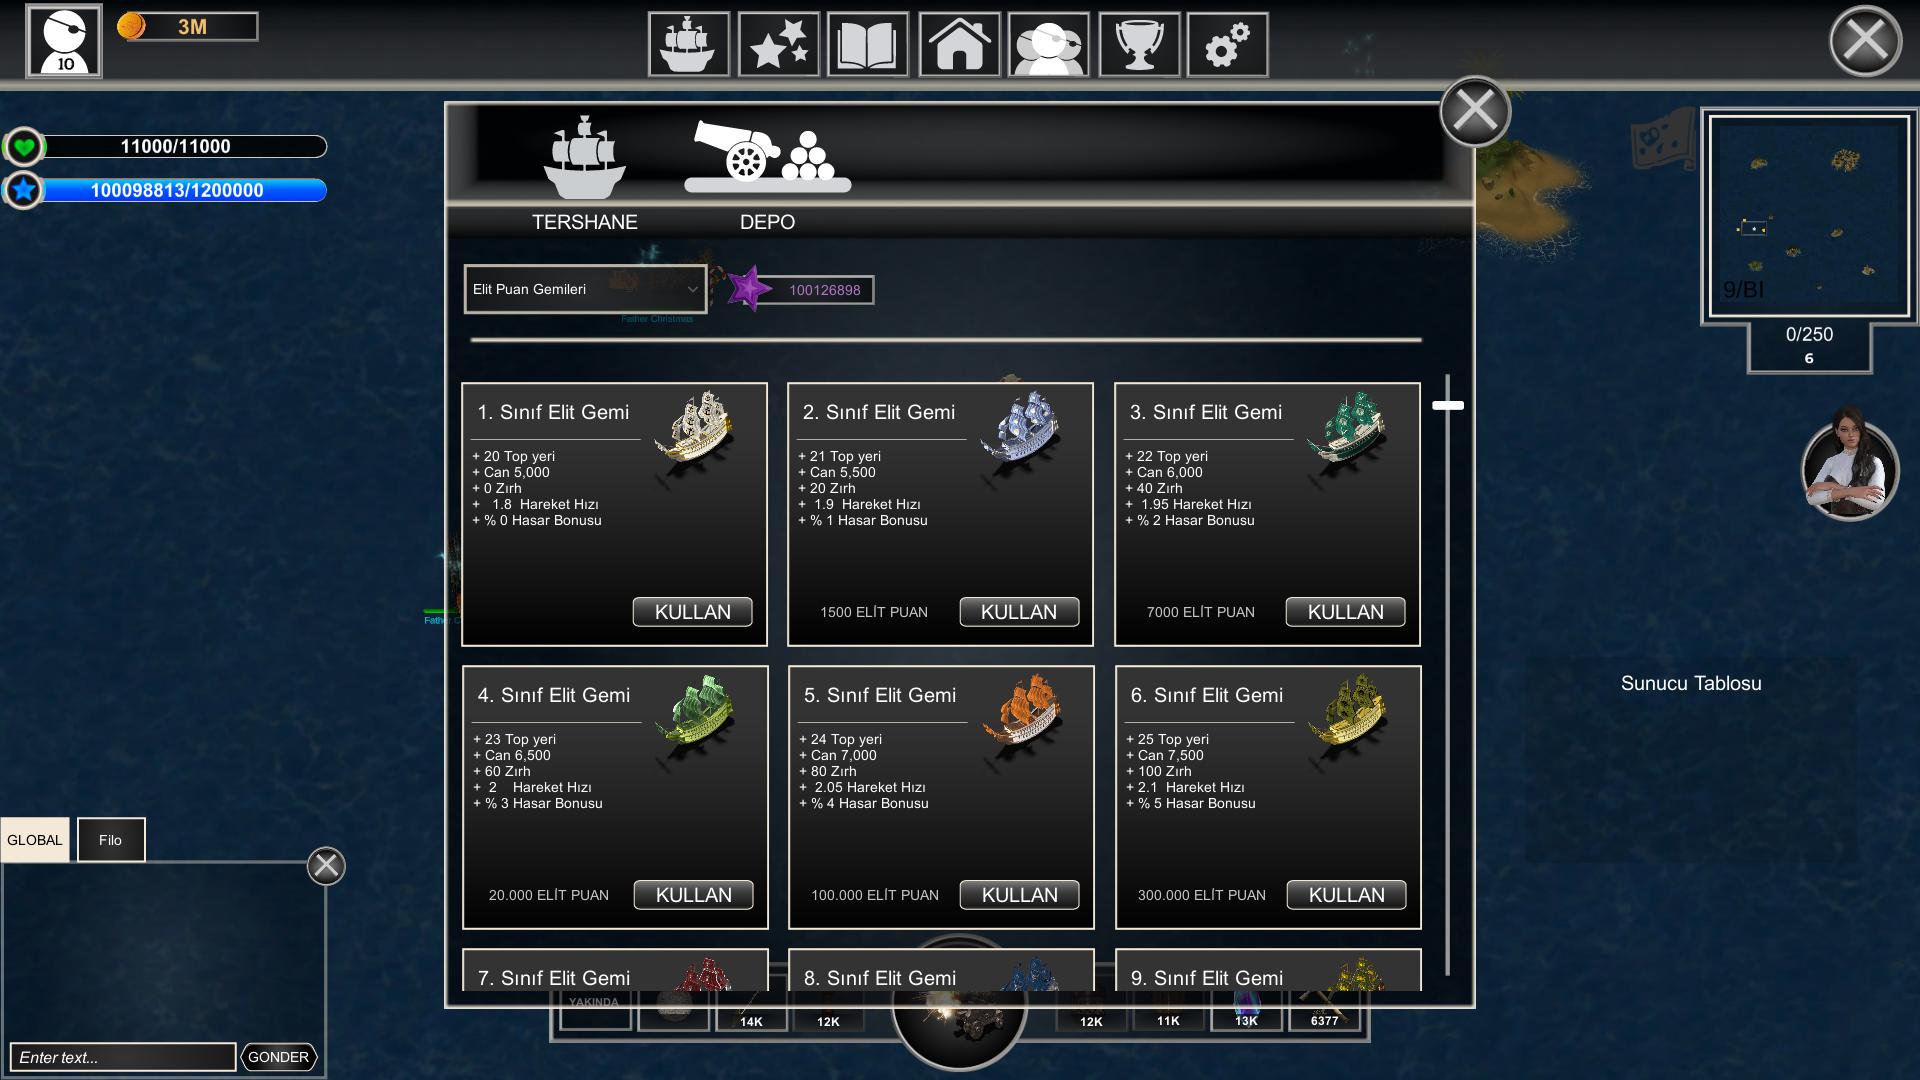 10
3M
11000/11000
100098813/1200000
TERSHANE
DEPO
Elit Puan Gemileri
100126898
Father Christmas
9/BI
0/250
6
1. Sınıf Elit Gemi
+ 20 Top yeri
+ Can 5,000
+ 0 Zırh
+ 1.8 Hareket Hızı
+ % 0 Hasar Bonusu
KULLAN
2. Sınıf Elit Gemi
+ 21 Top yeri
+ Can 5,500
+ 20 Zırh
+ 1.9 Hareket Hızı
+ % 1 Hasar Bonusu
1500 ELİT PUAN
KULLAN
3. Sınıf Elit Gemi
+ 22 Top yeri
+ Can 6,000
+ 40 Zırh
+ 1.95 Hareket Hızı
+ % 2 Hasar Bonusu
7000 ELİT PUAN
KULLAN
4. Sınıf Elit Gemi
+ 23 Top yeri
+ Can 6,500
+ 60 Zırh
+ 2 Hareket Hızı
+ % 3 Hasar Bonusu
20.000 ELİT PUAN
KULLAN
5. Sınıf Elit Gemi
+ 24 Top yeri
+ Can 7,000
+ 80 Zırh
+ 2.05 Hareket Hızı
+ % 4 Hasar Bonusu
100.000 ELİT PUAN
KULLAN
6. Sınıf Elit Gemi
+ 25 Top yeri
+ Can 7,500
+ 100 Zırh
+ 2.1 Hareket Hızı
+ % 5 Hasar Bonusu
300.000 ELİT PUAN
KULLAN
7. Sınıf Elit Gemi
8. Sınıf Elit Gemi
9. Sınıf Elit Gemi
Father C
Sunucu Tablosu
GLOBAL
Filo
Enter text...
GONDER
YAKINDA
14K
12K
12K
11K
13K
6377